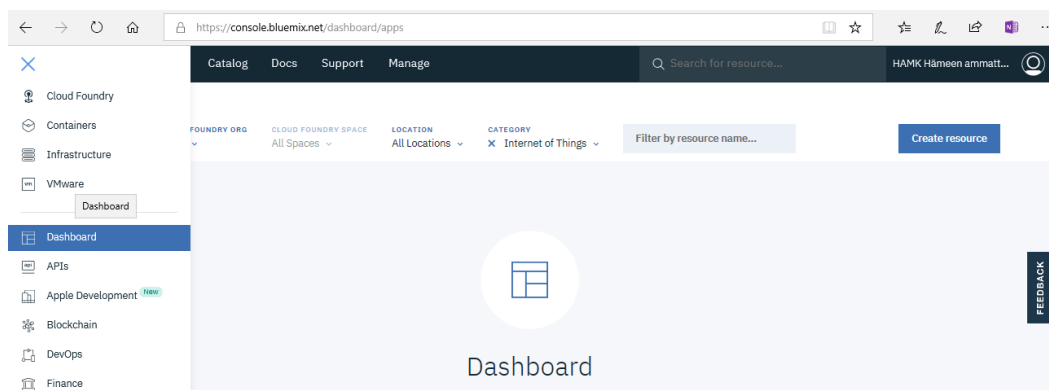 https://console.bluemix.net/dashboard/apps
Catalog Docs Support Manage Search for resource... HAMK Hämeen ammatt...
Cloud Foundry
Containers
Infrastructure
VMware
Dashboard
Dashboard
APIs
Apple Development New
Blockchain
DevOps
Finance
FOUNDRY ORG CLOUD FOUNDRY SPACE LOCATION CATEGORY
All Spaces All Locations Internet of Things Filter by resource name... Create resource
Dashboard
FEEDBACK